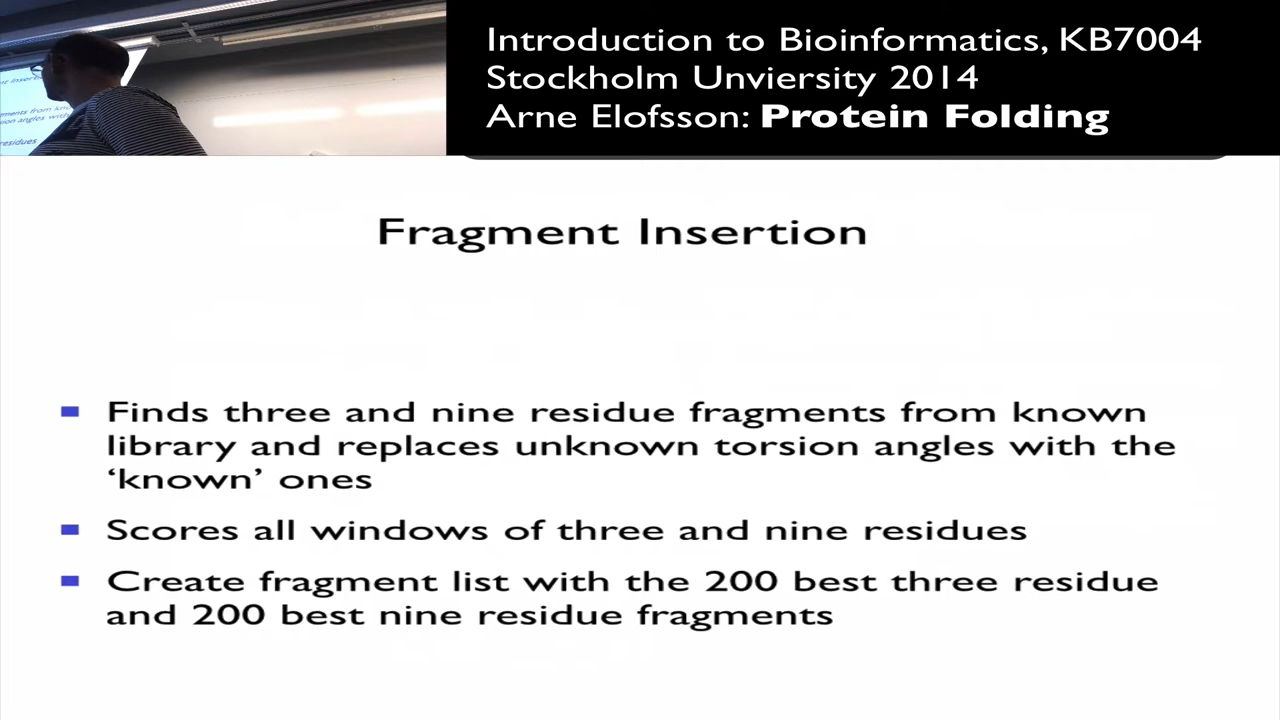 Introduction to Bioinformatics, KB7004
Stockholm Unviersity 2014
Arne Elofsson: Protein Folding
Fragment Insertion
Finds three and nine residue fragments from known
library and replaces unknown torsion angles with the
‘known’ ones
Scores all windows of three and nine residues
Create fragment list with the 200 best three residue
and 200 best nine residue fragments